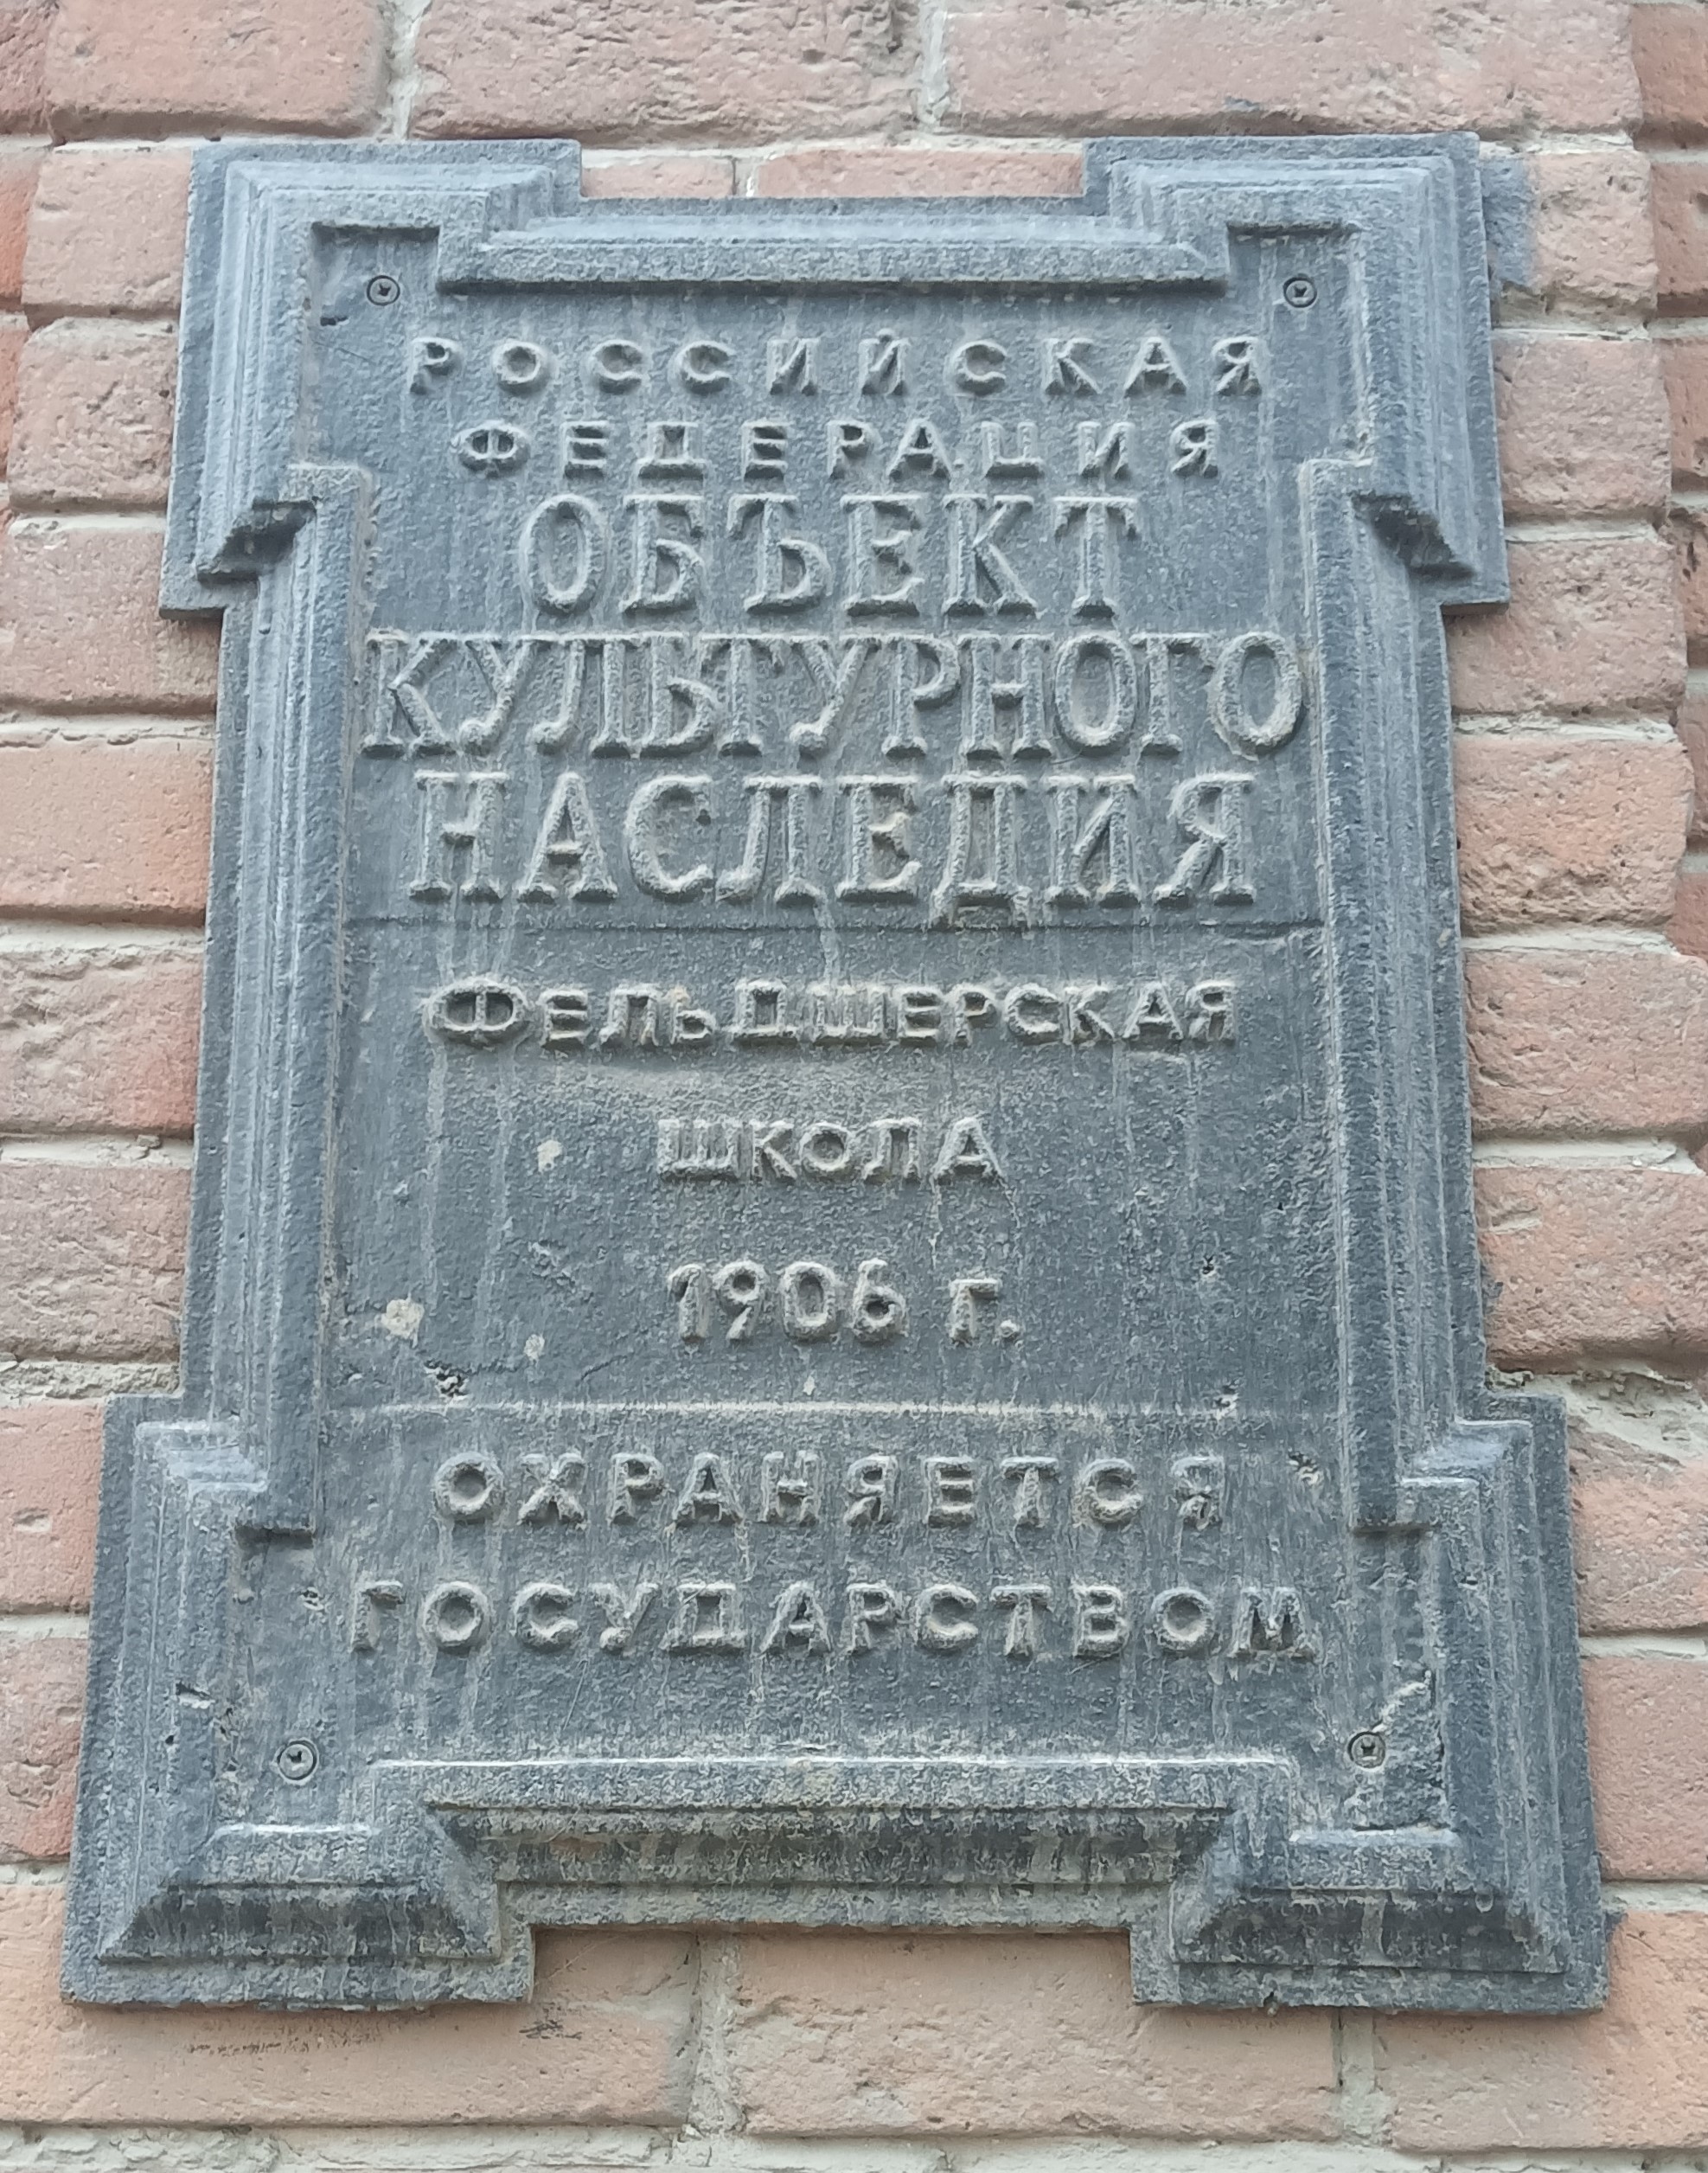 РОССИЙСКАЯ
ФЕДЕРАЦИЯ
ОБЪЕКТ
КУЛЬТУРНОГО
НАСЛЕДИЯ
ФЕЛЬДШЕРСКАЯ
ШКОЛА
1906 г.
ОХРАНЯЕТСЯ
ГОСУДАРСТВОМ